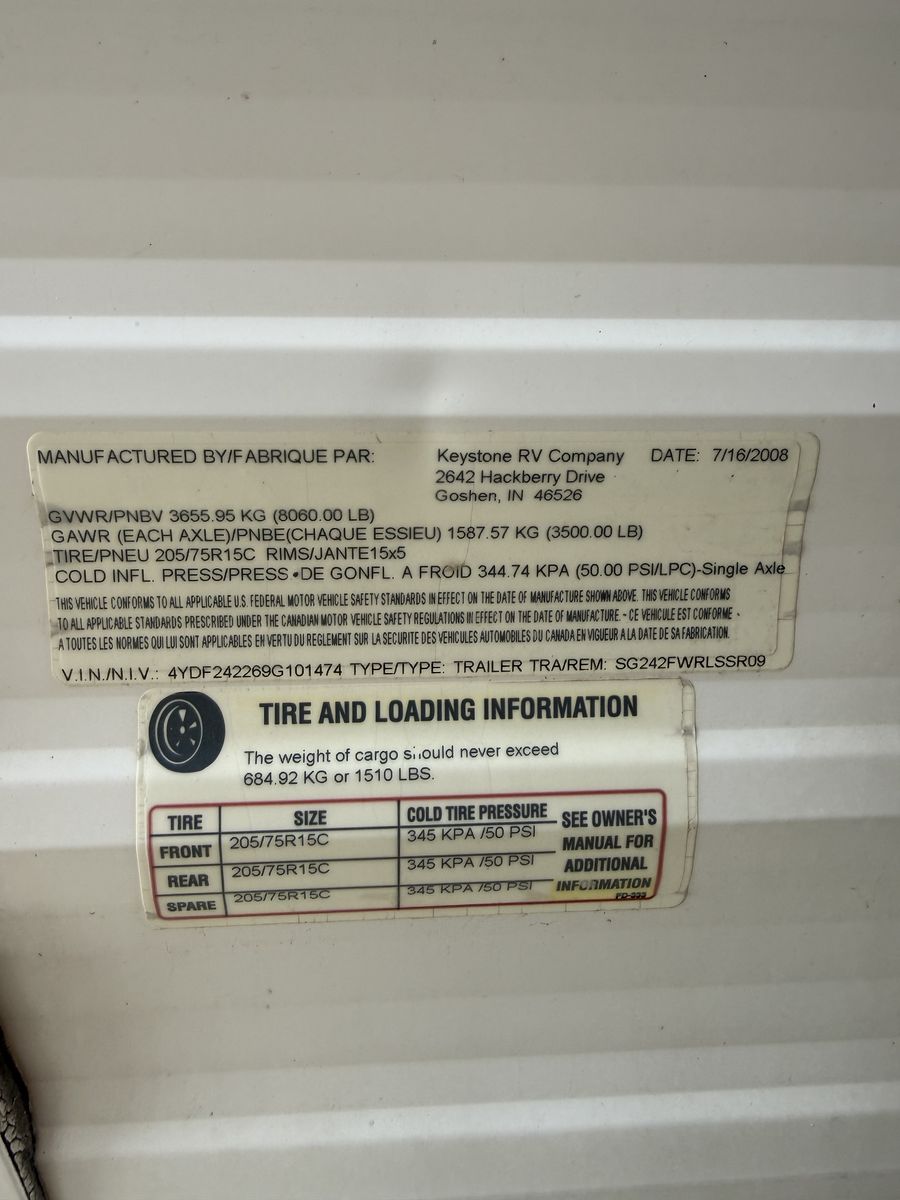 MANUFACTURED BY/FABRIQUE PAR: Keystone RV Company DATE: 7/16/2008
2642 Hackberry Drive
Goshen, IN 46526
GVWR/PNBV 3655.95 KG (8060.00 LB)
GAWR (EACH AXLE)/PNBE(CHAQUE ESSIEU) 1587.57 KG (3500.00 LB)
TIRE/PNEU 205/75R15C RIMS/JANTE15x5
COLD INFL. PRESS/PRESS. DE GONFL. A FROID 344.74 KPA (50.00 PSI/LPC)-Single Axle
THIS VEHICLE CONFORMS TO ALL APPLICABLE U.S. FEDERAL MOTOR VEHICLE SAFETY STANDARDS IN EFFECT ON THE DATE OF MANUFACTURE SHOWN ABOVE. THIS VEHICLE CONFORMS
TO ALL APPLICABLE STANDARDS PRESCRIBED UNDER THE CANADIAN MOTOR VEHICLE SAFETY REGULATIONS IN EFFECT ON THE DATE OF MANUFACTURE - CE VEHICULE EST CONFORME
A TOUTES LES NORMES QUI LUI SONT APPLICABLES EN VERTU DU REGLEMENT SUR LA SECURITE DES VEHICULES AUTOMOBILES DU CANADA EN VIGUEUR A LA DATE DE SA FABRICATION.
V.I.N./N.I.V.: 4YDF242269G101474 TYPE/TYPE: TRAILER TRA/REM: SG242FWRLSSR09
TIRE AND LOADING INFORMATION
The weight of cargo should never exceed
684.92 KG or 1510 LBS.
TIRE SIZE COLD TIRE PRESSURE
FRONT 205/75R15C 345 KPA /50 PSI
REAR 205/75R15C 345 KPA /50 PSI
SPARE 205/75R15C 345 KPA /50 PSI
SEE OWNER'S
MANUAL FOR
ADDITIONAL
INFORMATION